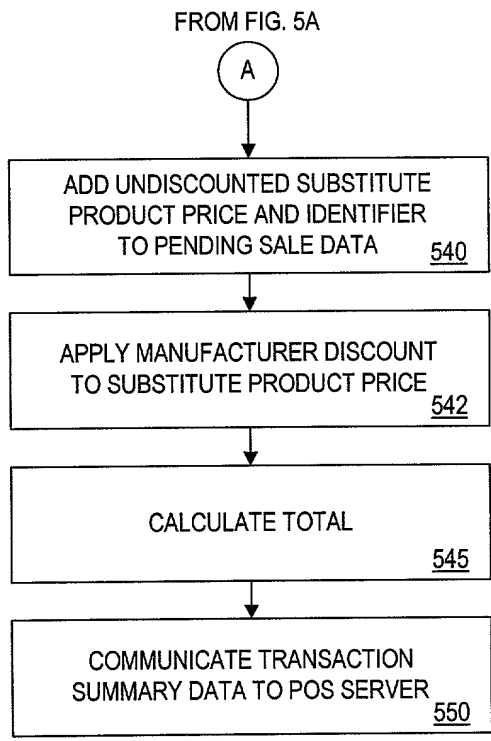 FROM FIG. 5A
A
ADD UNDISCOUNTED SUBSTITUTE
PRODUCT PRICE AND IDENTIFIER
TO PENDING SALE DATA
540
APPLY MANUFACTURER DISCOUNT
TO SUBSTITUTE PRODUCT PRICE
542
CALCULATE TOTAL
545
COMMUNICATE TRANSACTION
SUMMARY DATA TO POS SERVER
550